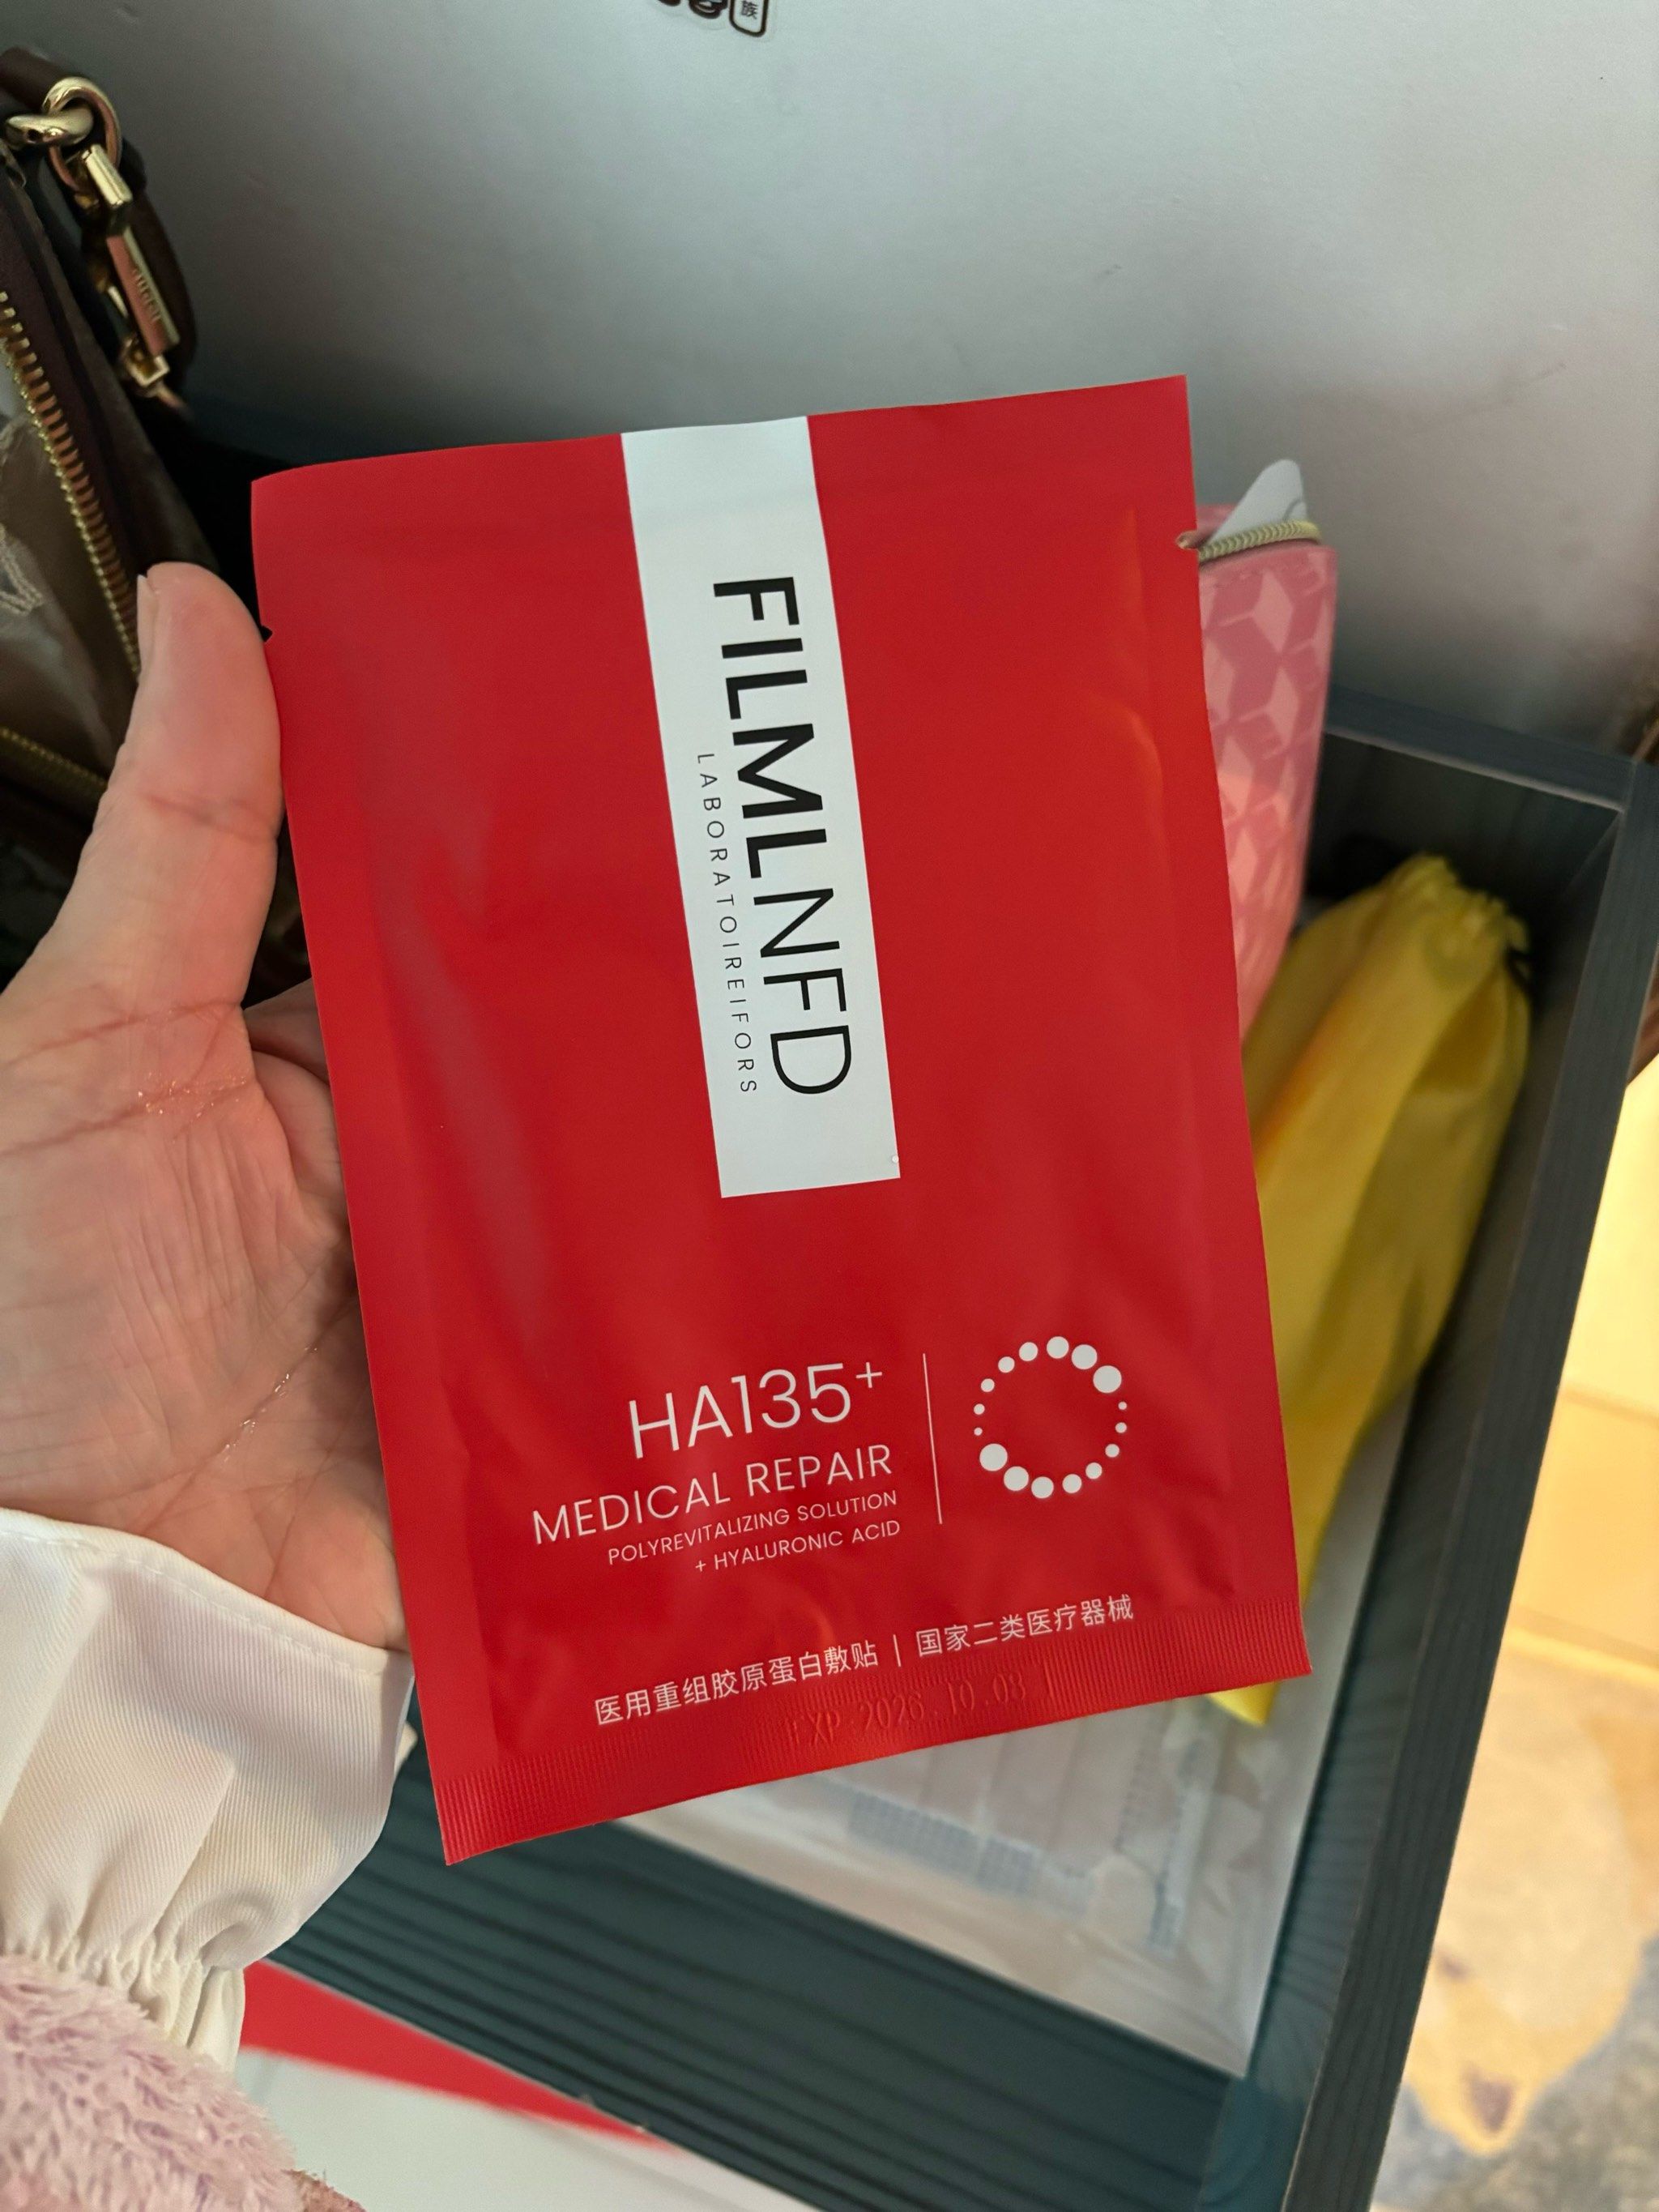 族
FILMLNFD
LABORATOIREIFORS
HA135+
MEDICAL REPAIR
POLYREVITALIZING SOLUTION
+ HYALURONIC ACID
医用重组胶原蛋白敷贴 | 国家二类医疗器械
EXP 2026.10.08